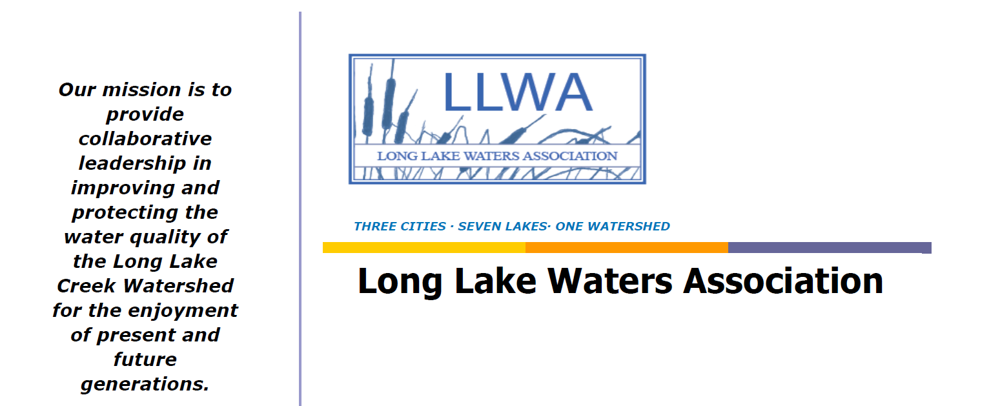 Our mission is to
provide
collaborative
leadership in
improving and
protecting the
water quality of
the Long Lake
Creek Watershed
for the enjoyment
of present and
future
generations.
LLWA
LONG LAKE WATERS ASSOCIATION
THREE CITIES · SEVEN LAKES· ONE WATERSHED
Long Lake Waters Association